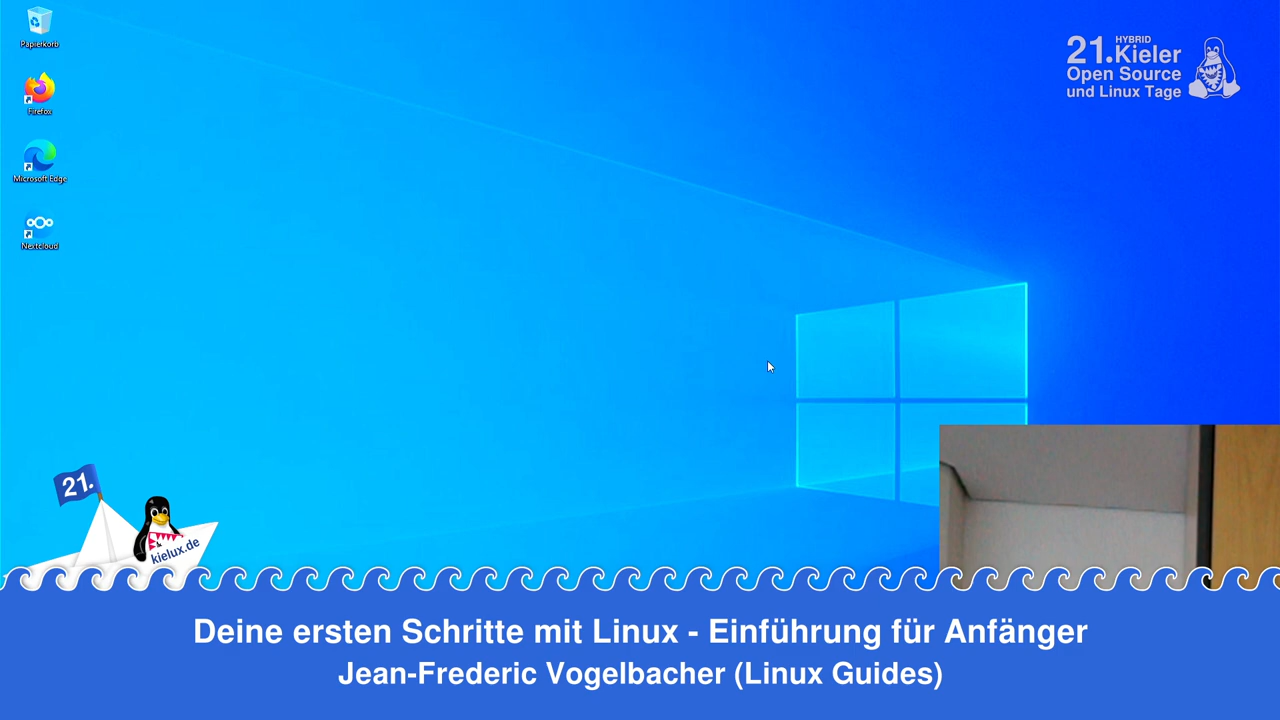 Papierkorb
Firefox
Microsoft Edge
Nextcloud
HYBRID
21.Kieler
Open Source
und Linux Tage
21.
kielux.de
Deine ersten Schritte mit Linux - Einführung für Anfänger
Jean-Frederic Vogelbacher (Linux Guides)